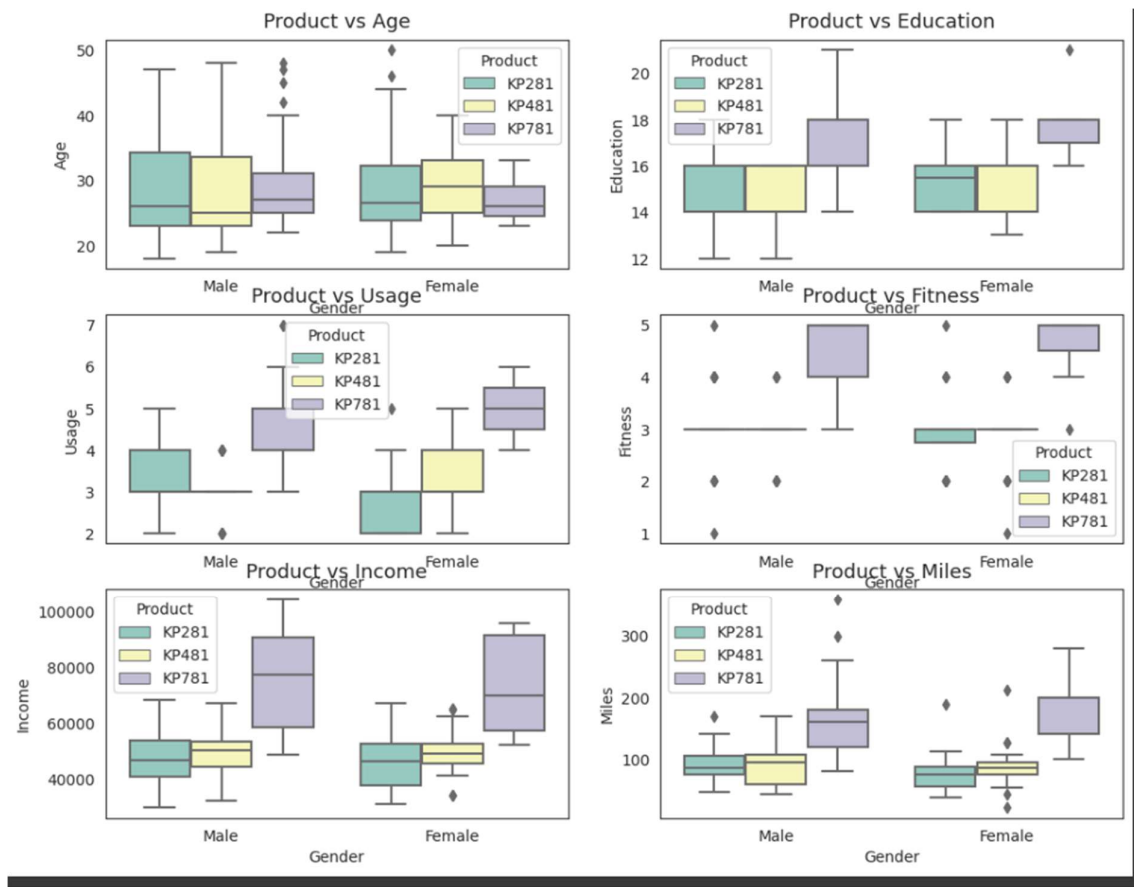 Product vs Age
Age
50
40
30
20
Product
KP281
KP481
KP781
Male
Female
Gender
Product vs Education
Education
20
18
16
14
12
Product
KP281
KP481
KP781
Male
Female
Gender
Product vs Usage
Usage
7
6
5
4
3
2
Product
KP281
KP481
KP781
Male
Female
Gender
Product vs Fitness
Fitness
5
4
3
2
1
Product
KP281
KP481
KP781
Male
Female
Gender
Product vs Income
Income
100000
80000
60000
40000
Product
KP281
KP481
KP781
Male
Female
Gender
Product vs Miles
Miles
300
200
100
Product
KP281
KP481
KP781
Male
Female
Gender